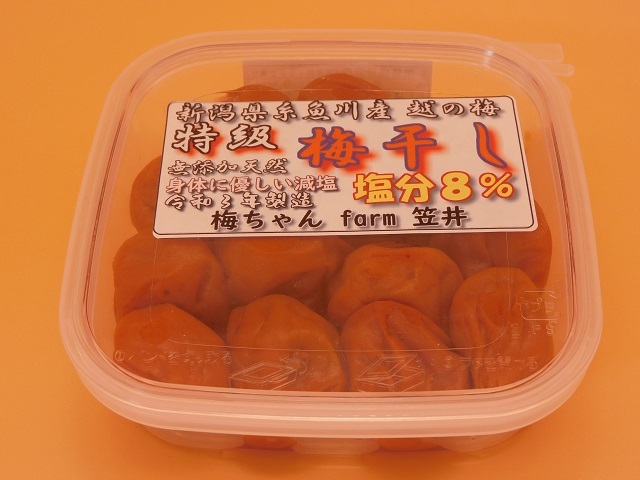 新潟県糸魚川産 越の梅
特級 梅干し
無添加天然
身体に優しい減塩 塩分8%
令和3年製造
梅ちゃん farm 笠井